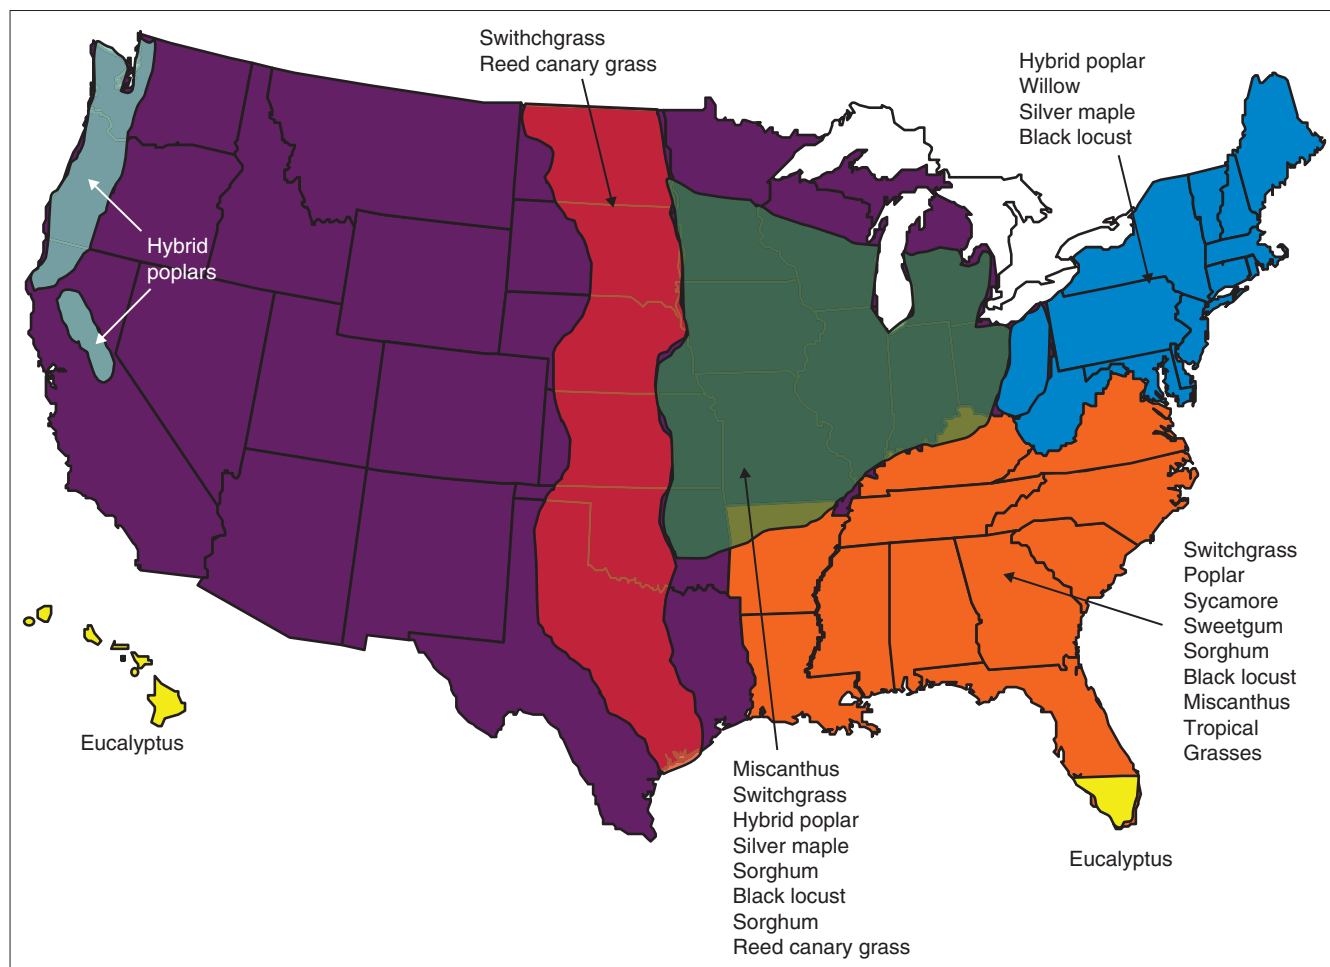 Swithchgrass
Reed canary grass
Hybrid poplar
Willow
Silver maple
Black locust
Hybrid
poplars
Switchgrass
Poplar
Sycamore
Sweetgum
Sorghum
Black locust
Miscanthus
Tropical
Grasses
Eucalyptus
Miscanthus
Switchgrass
Hybrid poplar
Silver maple
Sorghum
Black locust
Sorghum
Reed canary grass
Eucalyptus